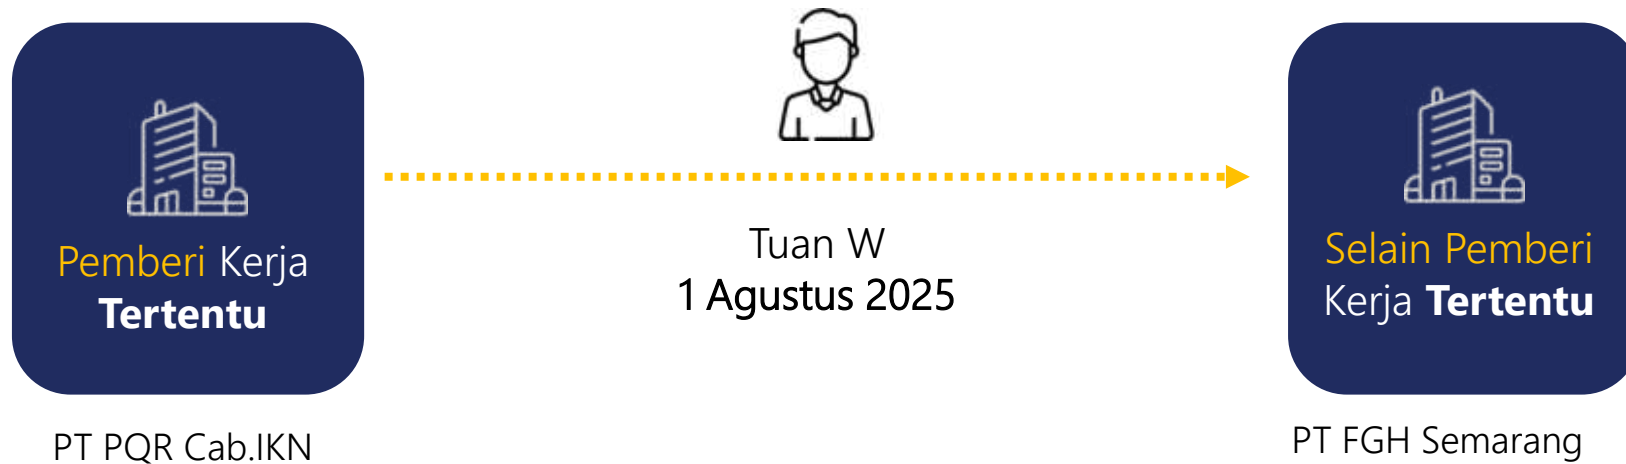 Pemberi Kerja
Tertentu
PT PQR Cab.IKN
Tuan W
1 Agustus 2025
Selain Pemberi
Kerja Tertentu
PT FGH Semarang